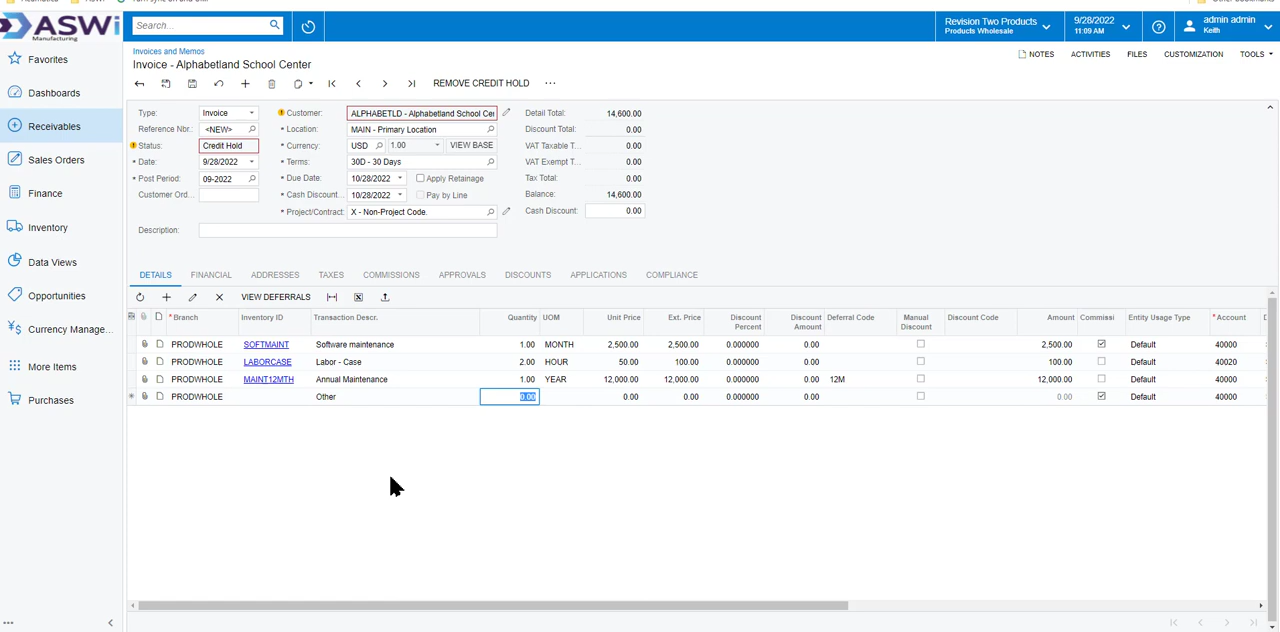 ASWi
Manufacturing
Search...
Revision Two Products
Products Wholesale
9/28/2022
11:09 AM
admin admin
Keith
Favorites
Dashboards
Receivables
Sales Orders
Finance
Inventory
Data Views
Opportunities
Currency Manage...
More Items
Purchases
Invoices and Memos
Invoice - Alphabetland School Center
NOTES ACTIVITIES FILES CUSTOMIZATION TOOLS
REMOVE CREDIT HOLD ...
Type: Invoice
Reference Nbr.: <NEW>
Status: Credit Hold
* Date: 9/28/2022
* Post Period: 09-2022
Customer Ord...
Description:
* Customer: ALPHABETLD - Alphabetland School Cen
* Location: MAIN - Primary Location
* Currency: USD 1.00 VIEW BASE
* Terms: 30D - 30 Days
* Due Date: 10/28/2022 Apply Retainage
* Cash Discount... 10/28/2022 Pay by Line
* Project/Contract: X - Non-Project Code.
Detail Total: 14,600.00
Discount Total: 0.00
VAT Taxable T... 0.00
VAT Exempt T... 0.00
Tax Total: 0.00
Balance: 14,600.00
Cash Discount: 0.00
DETAILS FINANCIAL ADDRESSES TAXES COMMISSIONS APPROVALS DISCOUNTS APPLICATIONS COMPLIANCE
VIEW DEFERRALS
* Branch Inventory ID Transaction Descr. Quantity UOM Unit Price Ext. Price Discount Percent Discount Amount Deferral Code Manual Discount Discount Code Amount Commissi Entity Usage Type * Account
PRODWHOLE SOFTMAINT Software maintenance 1.00 MONTH 2,500.00 2,500.00 0.000000 0.00 2,500.00 Default 40000
PRODWHOLE LABORCASE Labor - Case 2.00 HOUR 50.00 100.00 0.000000 0.00 100.00 Default 40020
PRODWHOLE MAINT12MTH Annual Maintenance 1.00 YEAR 12,000.00 12,000.00 0.000000 0.00 12M 12,000.00 Default 40000
PRODWHOLE Other 0.00 0.00 0.00 0.000000 0.00 0.00 Default 40000